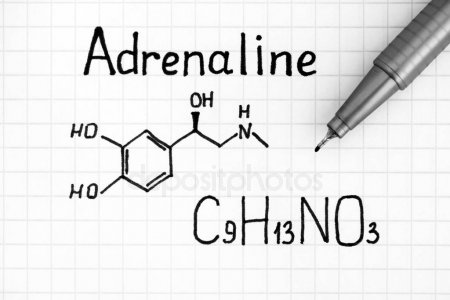 Adrenaline
OH
H
HO
N
HO
depositphotos
C₉H₁₃NO₃